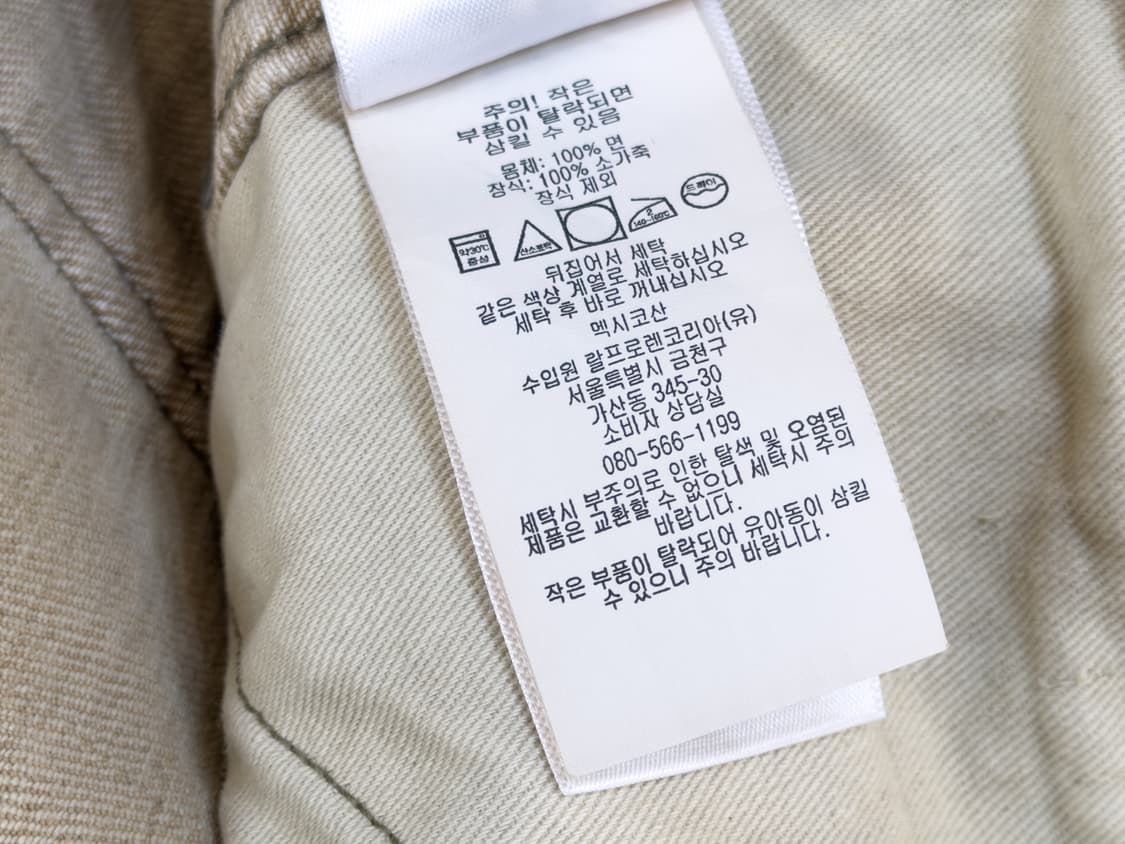 주의! 작은
부품이 탈락되면
삼킬 수 있음
몸체: 100% 면
장식: 100% 소가죽
장식 제외
약30℃
중성
산소표백
2
140~160℃
드라이
뒤집어서 세탁
같은 색상 계열로 세탁하십시오
세탁 후 바로 꺼내십시오
멕시코산
수입원 랄프로렌코리아(유)
서울특별시 금천구
가산동 345-30
소비자 상담실
080-566-1199
세탁시 부주의로 인한 탈색 및 오염된
제품은 교환할 수 없으니 세탁시 주의
바랍니다.
작은 부품이 탈락되어 유아동이 삼킬
수 있으니 주의 바랍니다.